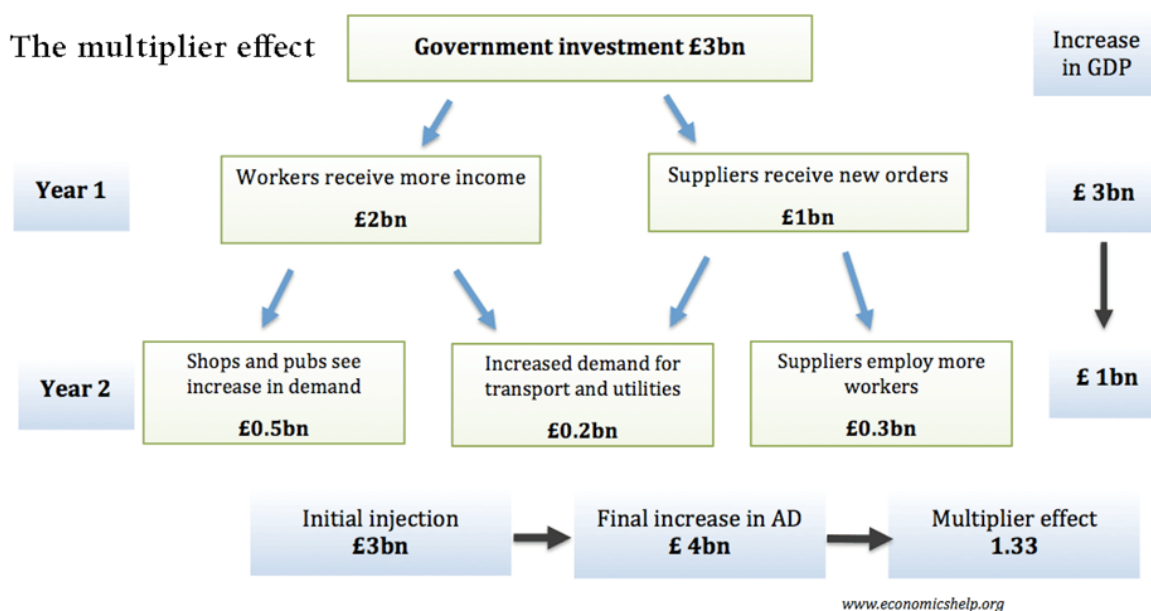 The multiplier effect
Government investment £3bn
Increase
in GDP
Year 1
Workers receive more income
£2bn
Suppliers receive new orders
£1bn
£ 3bn
Year 2
Shops and pubs see
increase in demand
£0.5bn
Increased demand for
transport and utilities
£0.2bn
Suppliers employ more
workers
£0.3bn
£ 1bn
Initial injection
£3bn
Final increase in AD
£ 4bn
Multiplier effect
1.33
www.economicshelp.org